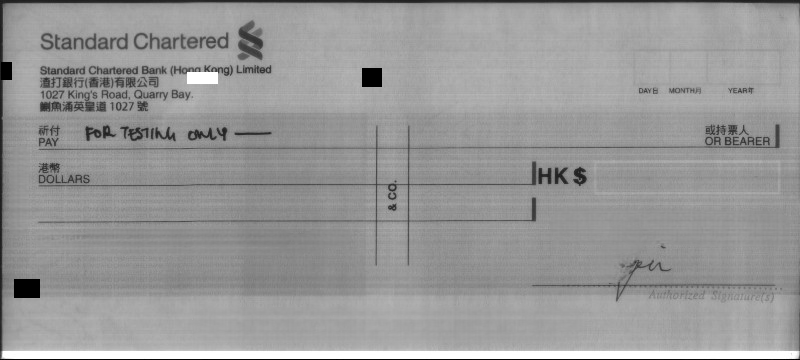 Standard Chartered
Standard Chartered Bank (Hong Kong) Limited
渣打銀行(香港)有限公司
1027 King's Road, Quarry Bay.
鰂魚涌英皇道 1027 號
DAY日 MONTH月 YEAR年
祈付
PAY
FOR TESTING ONLY
或持票人
OR BEARER
港幣
DOLLARS
& CO.
HK $
Authorized Signature(s)